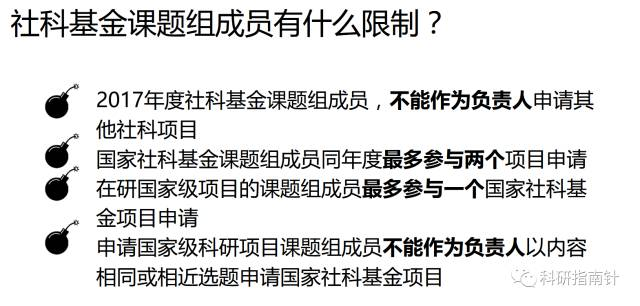 社科基金课题组成员有什么限制？
2017年度社科基金课题组成员，不能作为负责人申请其
他社科项目
国家社科基金课题组成员同年度最多参与两个项目申请
在研国家级项目的课题组成员最多参与一个国家社科基
金项目申请
申请国家级科研项目课题组成员不能作为负责人以内容
相同或相近选题申请国家社科基金项目
科研指南针